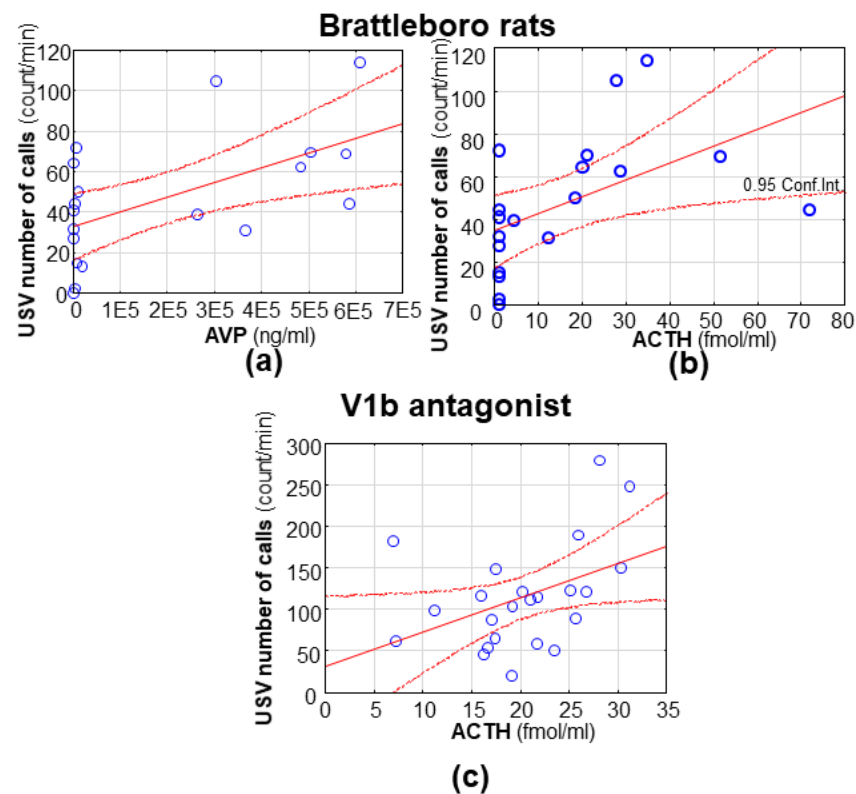 Brattleboro rats
USV number of calls (count/min)
120
100
80
60
40
20
0
0 1E5 2E5 3E5 4E5 5E5 6E5 7E5
AVP (ng/ml)
(a)
USV number of calls (count/min)
120
100
80
60
40
20
0
0.95 Conf.Int.
0 10 20 30 40 50 60 70 80
ACTH (fmol/ml)
(b)
V1b antagonist
USV number of calls (count/min)
300
250
200
150
100
50
0
0 5 10 15 20 25 30 35
ACTH (fmol/ml)
(c)